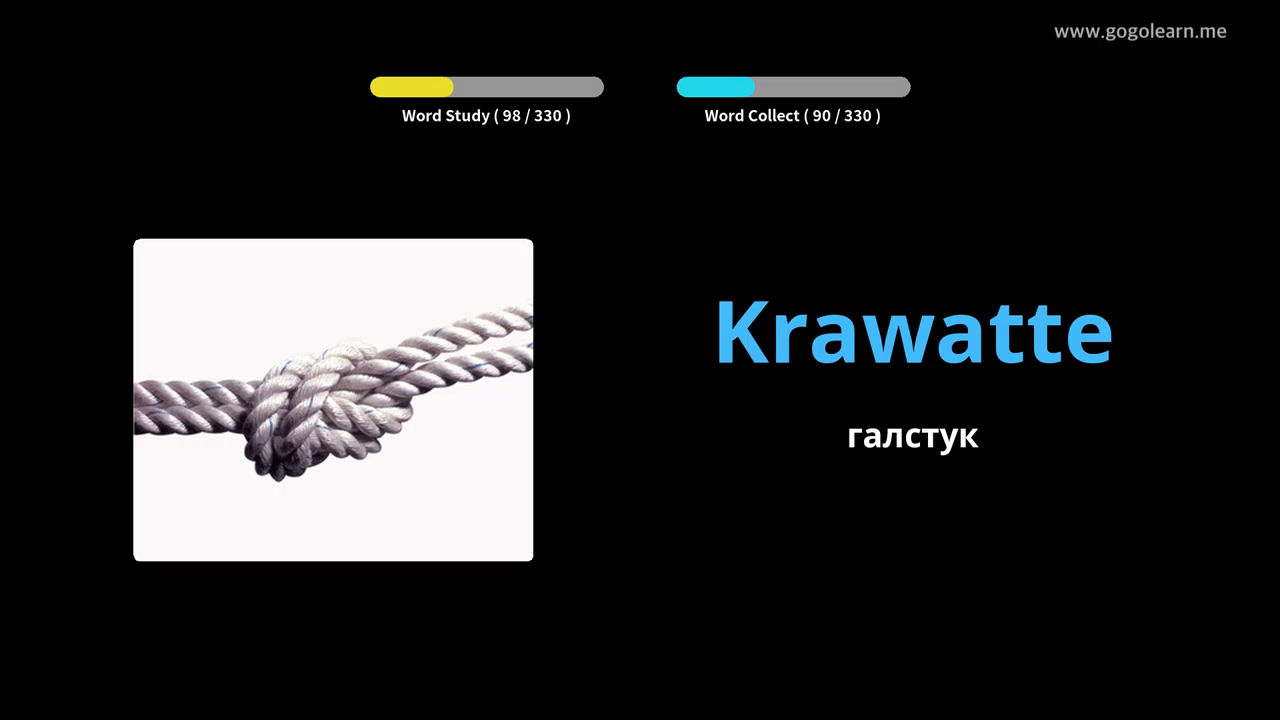 www.gogolearn.me
Word Study ( 98 / 330 )
Word Collect ( 90 / 330 )
Krawatte
галстук